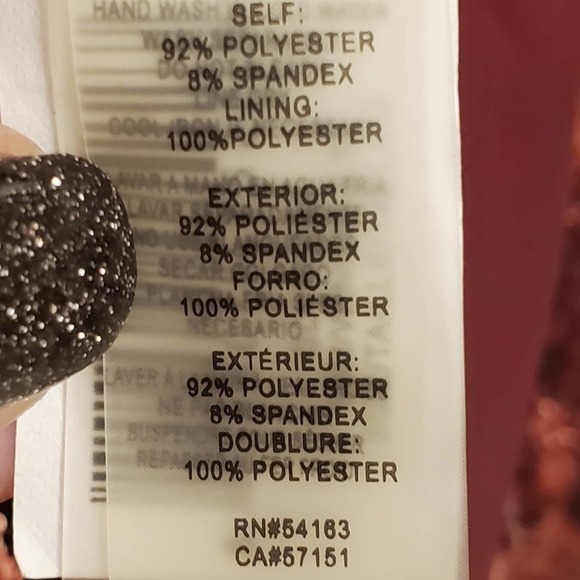 HAND WASH
SELF:
92% POLYESTER
8% SPANDEX
LINING:
100%POLYESTER
EXTERIOR:
92% POLIÉSTER
8% SPANDEX
FORRO:
100% POLIÉSTER
NECESARIO
EXTÉRIEUR:
92% POLYESTER
8% SPANDEX
DOUBLURE:
100% POLYESTER
RN#54163
CA#57151